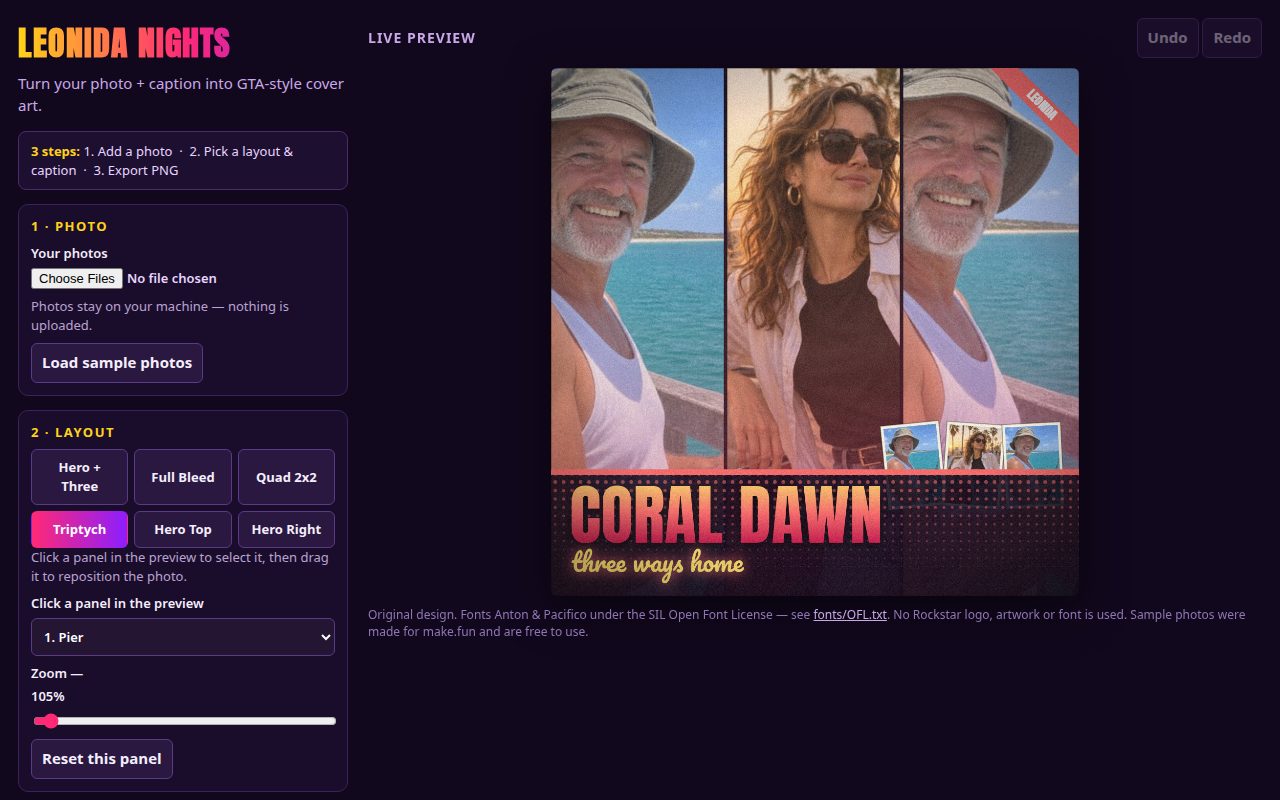 LEONIDA NIGHTS
Turn your photo + caption into GTA-style cover
art.
3 steps: 1. Add a photo · 2. Pick a layout &
caption · 3. Export PNG
1 · PHOTO
Your photos
Choose Files No file chosen
Photos stay on your machine — nothing is
uploaded.
Load sample photos
2 · LAYOUT
Hero +
Three
Full Bleed
Quad 2x2
Triptych
Hero Top
Hero Right
Click a panel in the preview to select it, then drag
it to reposition the photo.
Click a panel in the preview
1. Pier
Zoom —
105%
Reset this panel
LIVE PREVIEW
Undo
Redo
LEONIDA
CORAL DAWN
three ways home
Original design. Fonts Anton & Pacifico under the SIL Open Font License — see fonts/OFL.txt. No Rockstar logo, artwork or font is used. Sample photos were
made for make.fun and are free to use.